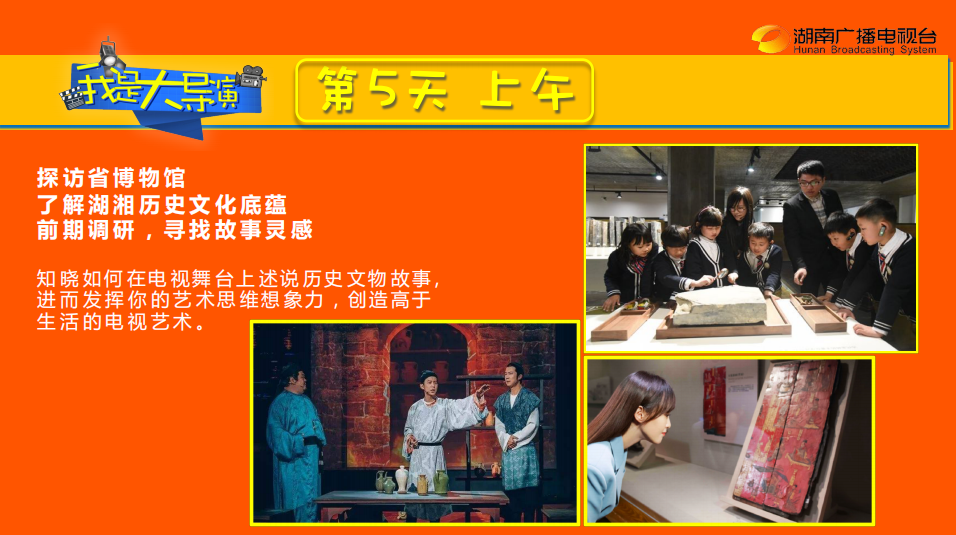 湖南广播电视台
Hunan Broadcasting System
我是大导演
第5天 上午
探访省博物馆
了解湖湘历史文化底蕴
前期调研，寻找故事灵感
知晓如何在电视舞台上述说历史文物故事,
进而发挥你的艺术思维想象力，创造高于
生活的电视艺术。